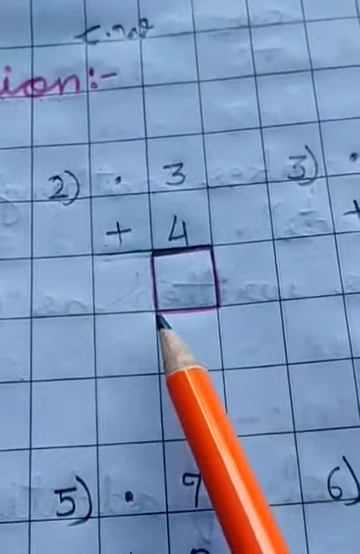 ion:-
2) · 3 3) ·
+ 4 +
5) · 7 6)